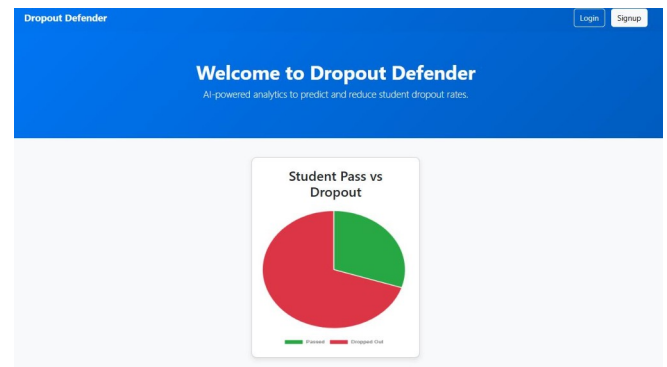 Dropout Defender
Login
Signup
Welcome to Dropout Defender
AI-powered analytics to predict and reduce student dropout rates.
Student Pass vs
Dropout
Passed
Dropped Out